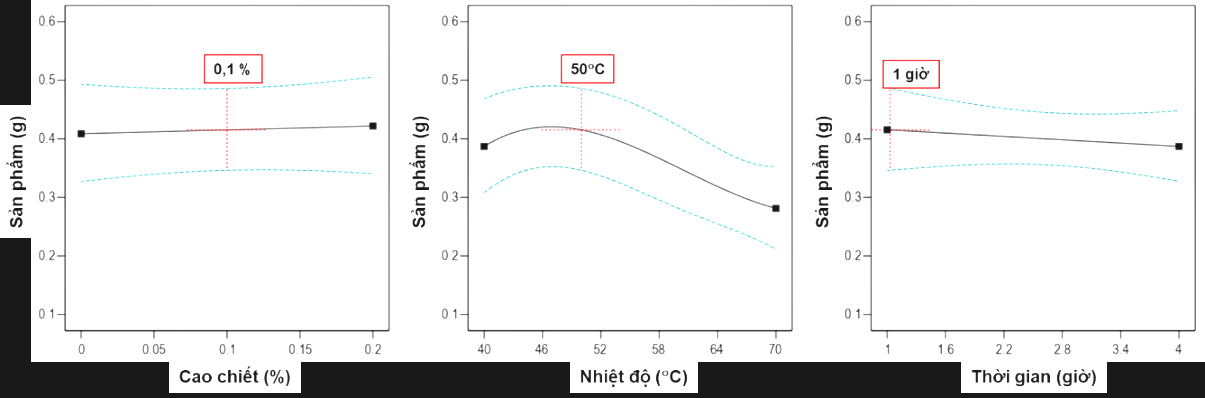 0.6
0.5
0.4
0.3
0.2
0.1
0,1 %
Sản phẩm (g)
0 0.05 0.1 0.15 0.2
Cao chiết (%)
0.6
0.5
0.4
0.3
0.2
0.1
50°C
Sản phẩm (g)
40 46 52 58 64 70
Nhiệt độ (°C)
0.6
0.5
0.4
0.3
0.2
0.1
1 giờ
Sản phẩm (g)
1 1.6 2.2 2.8 3.4 4
Thời gian (giờ)